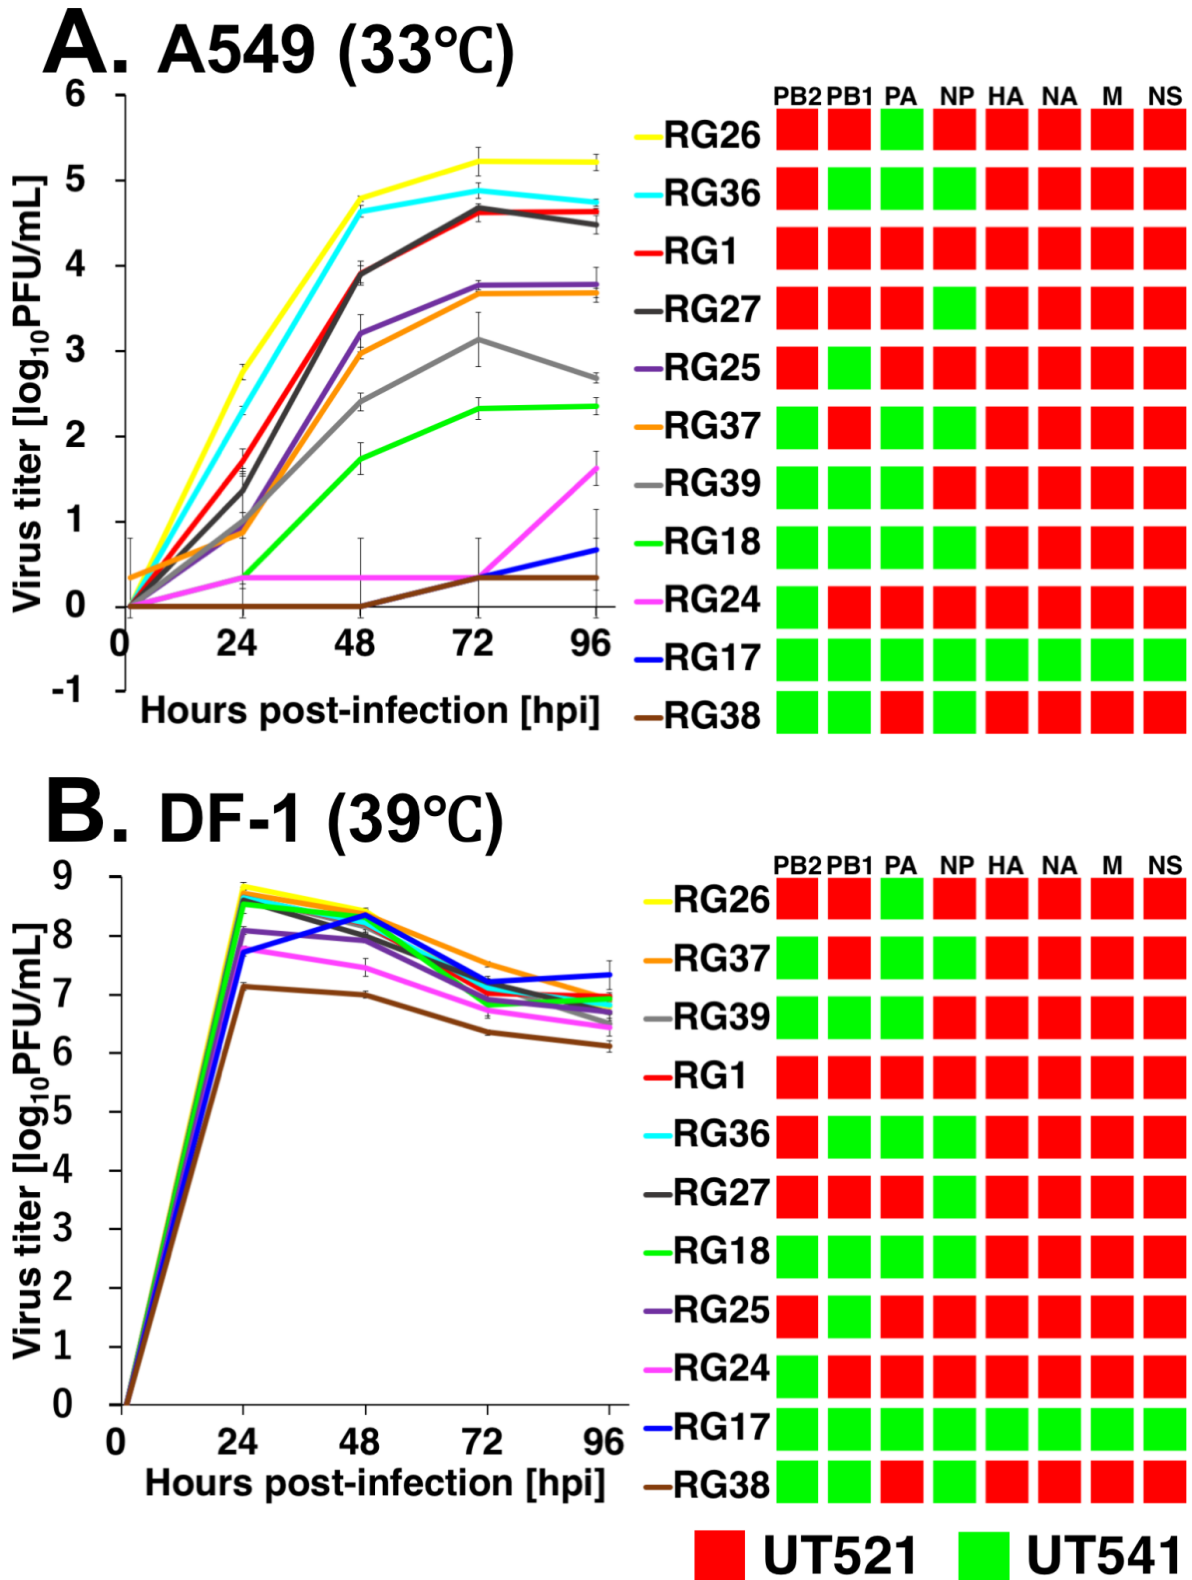 A. A549 (33℃)
Virus titer [log10PFU/mL]
6
5
4
3
2
1
0
-1
0 24 48 72 96
Hours post-infection [hpi]
PB2 PB1 PA NP HA NA M NS
RG26
RG36
RG1
RG27
RG25
RG37
RG39
RG18
RG24
RG17
RG38
B. DF-1 (39℃)
Virus titer [log10PFU/mL]
9
8
7
6
5
4
3
2
1
0
0 24 48 72 96
Hours post-infection [hpi]
PB2 PB1 PA NP HA NA M NS
RG26
RG37
RG39
RG1
RG36
RG27
RG18
RG25
RG24
RG17
RG38
UT521 UT541